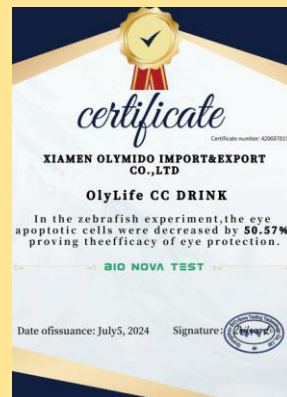 certificate
Certificate number: 42060701
XIAMEN OLYMIDO IMPORT&EXPORT
CO.,LTD
OlyLife CC DRINK
In the zebrafish experiment,the eye
apoptotic cells were decreased by 50.57%
proving theefficacy of eye protection.
BIO NOVA TEST
Date ofissuance: July5, 2024
Signature: